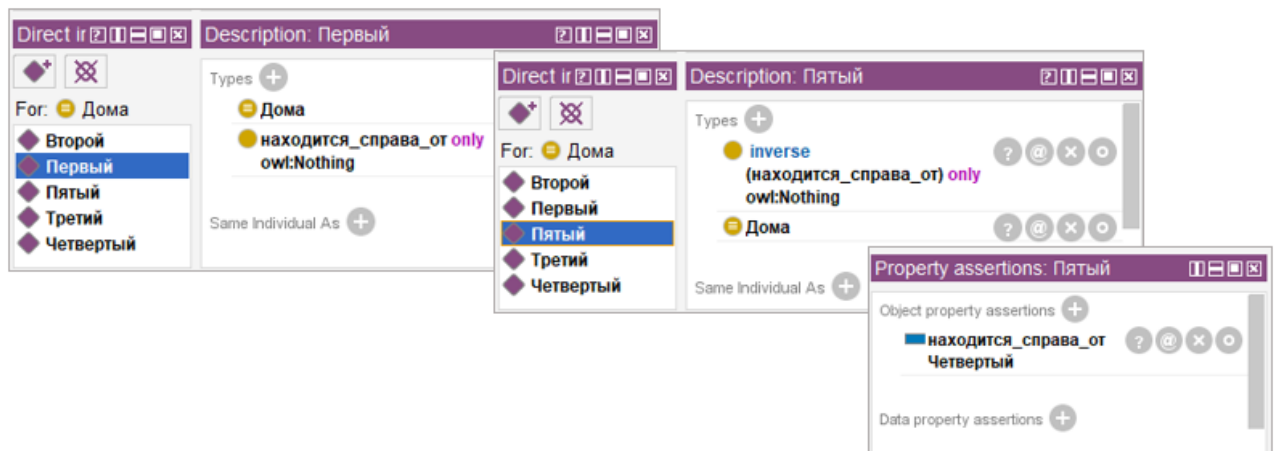 Direct ir
Description: Первый
For: Дома
Второй
Первый
Пятый
Третий
Четвертый
Types
Дома
находится_справа_от only
owl:Nothing
Same Individual As
Direct ir
Description: Пятый
For: Дома
Второй
Первый
Пятый
Третий
Четвертый
Types
inverse
(находится_справа_от) only
owl:Nothing
Дома
Same Individual As
Property assertions: Пятый
Object property assertions
находится_справа_от
Четвертый
Data property assertions